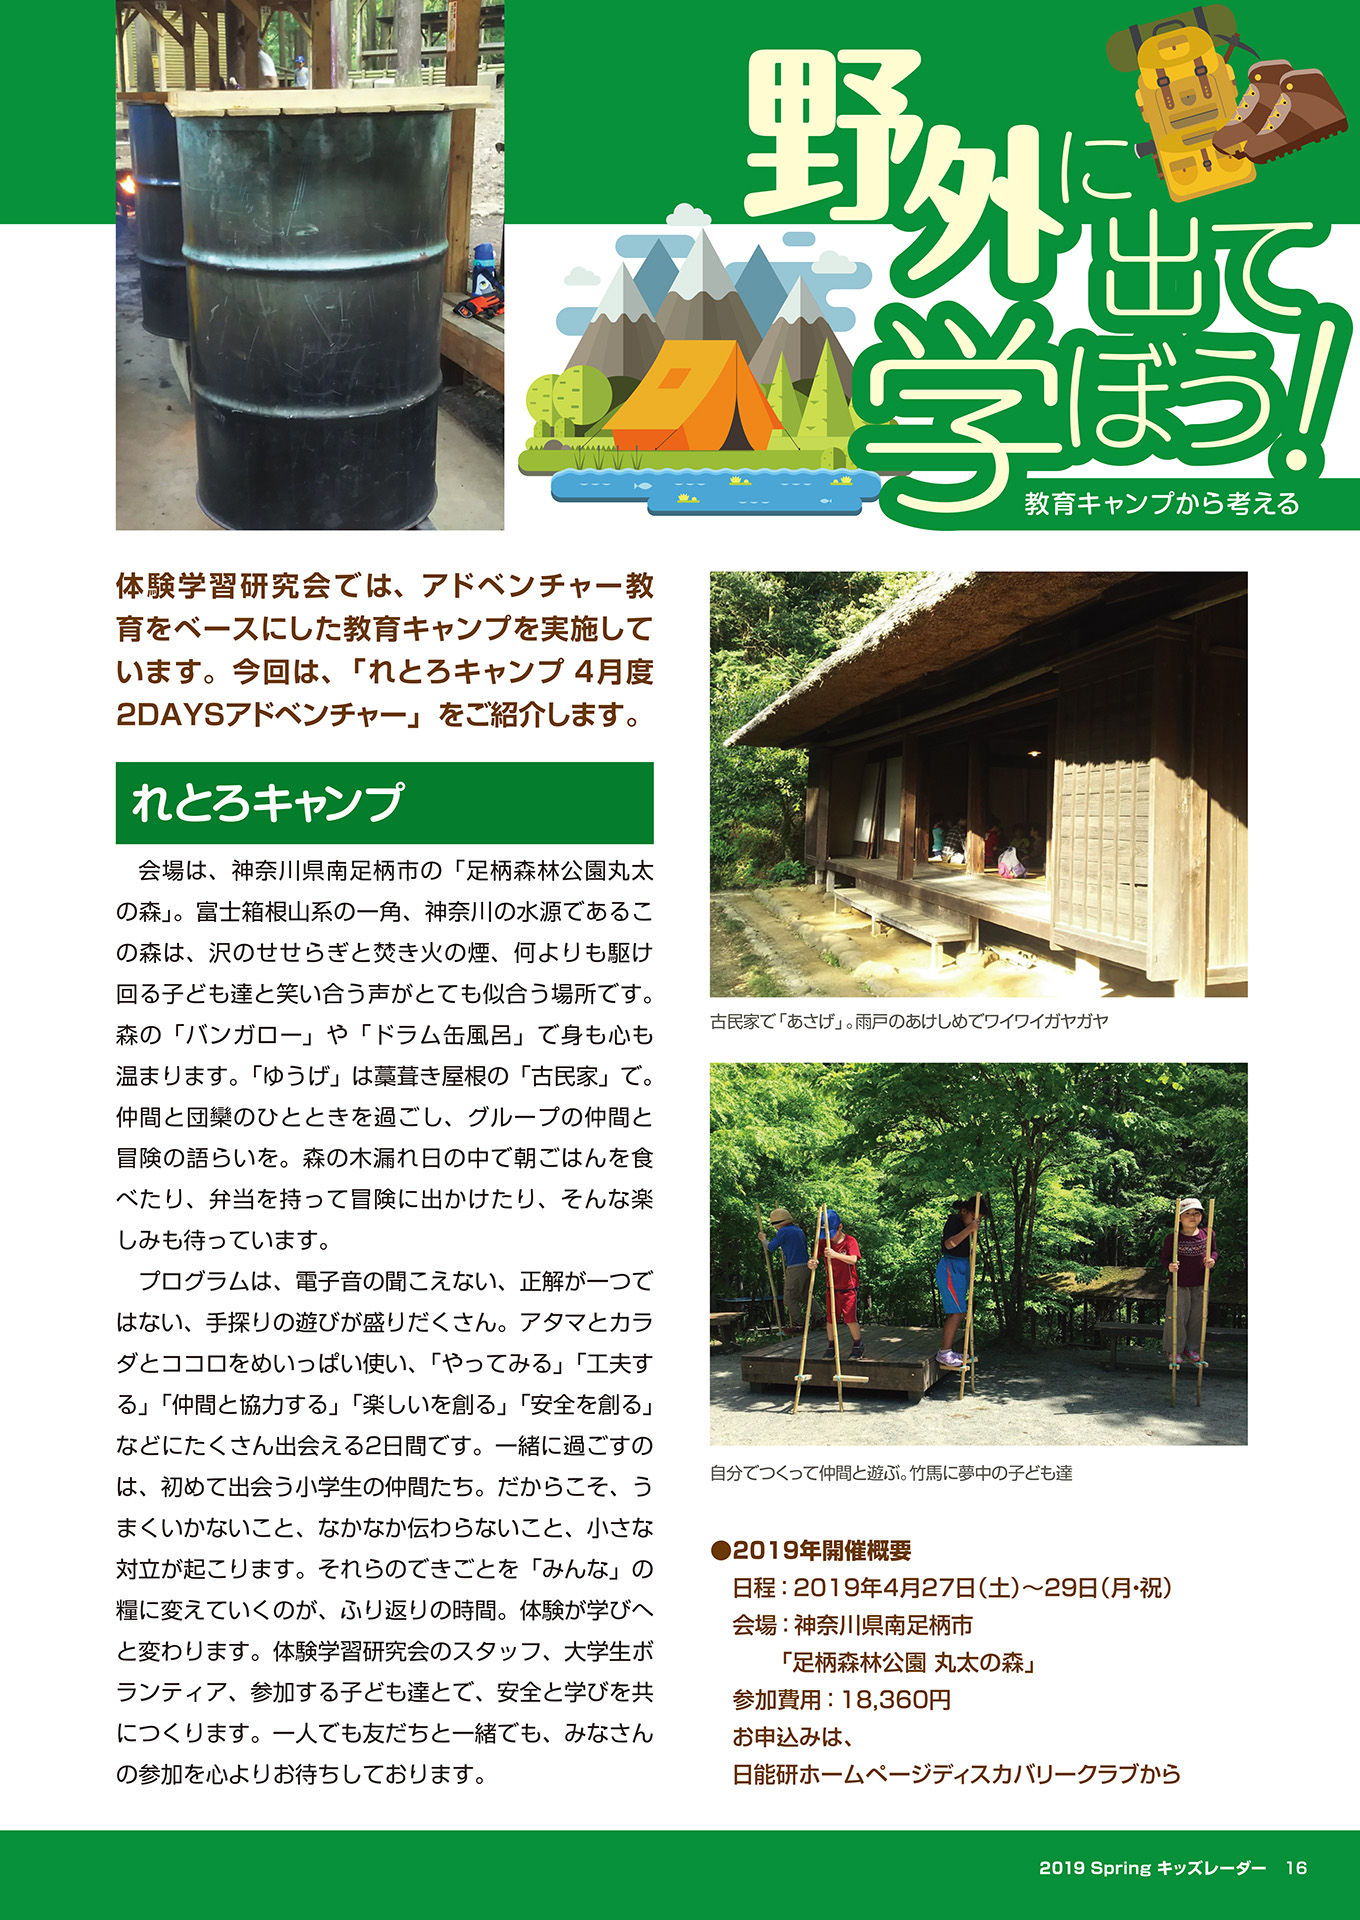 野外に
出て
学ぼう!
教育キャンプから考える
体験学習研究会では、アドベンチャー教
育をベースにした教育キャンプを実施して
います。今回は、「れとろキャンプ 4月度
2DAYSアドベンチャー」をご紹介します。
れとろキャンプ
会場は、神奈川県南足柄市の「足柄森林公園丸太
の森」。富士箱根山系の一角、神奈川の水源であるこ
の森は、沢のせせらぎと焚き火の煙、何よりも駆け
回る子ども達と笑い合う声がとても似合う場所です。
森の「バンガロー」や「ドラム缶風呂」で身も心も
温まります。「ゆうげ」は藁葺き屋根の「古民家」で。
仲間と団欒のひとときを過ごし、グループの仲間と
冒険の語らいを。森の木漏れ日の中で朝ごはんを食
べたり、弁当を持って冒険に出かけたり、そんな楽
しみも待っています。
プログラムは、電子音の聞こえない、正解が一つで
はない、手探りの遊びが盛りだくさん。アタマとカラ
ダとココロをめいっぱい使い、「やってみる」「工夫す
る」「仲間と協力する」「楽しいを創る」「安全を創る」
などにたくさん出会える2日間です。一緒に過ごすの
は、初めて出会う小学生の仲間たち。だからこそ、う
まくいかないこと、なかなか伝わらないこと、小さな
対立が起こります。それらのできごとを「みんな」の
糧に変えていくのが、ふり返りの時間。体験が学びへ
と変わります。体験学習研究会のスタッフ、大学生ボ
ランティア、参加する子ども達とで、安全と学びを共
につくります。一人でも友だちと一緒でも、みなさん
の参加を心よりお待ちしております。
古民家で「あさげ」。雨戸のあけしめでワイワイガヤガヤ
自分でつくって仲間と遊ぶ。竹馬に夢中の子ども達
●2019年開催概要
日程：2019年4月27日（土）〜29日（月・祝）
会場：神奈川県南足柄市
「足柄森林公園 丸太の森」
参加費用：18,360円
お申込みは、
日能研ホームページディスカバリークラブから
2019 Spring キッズレーダー 16